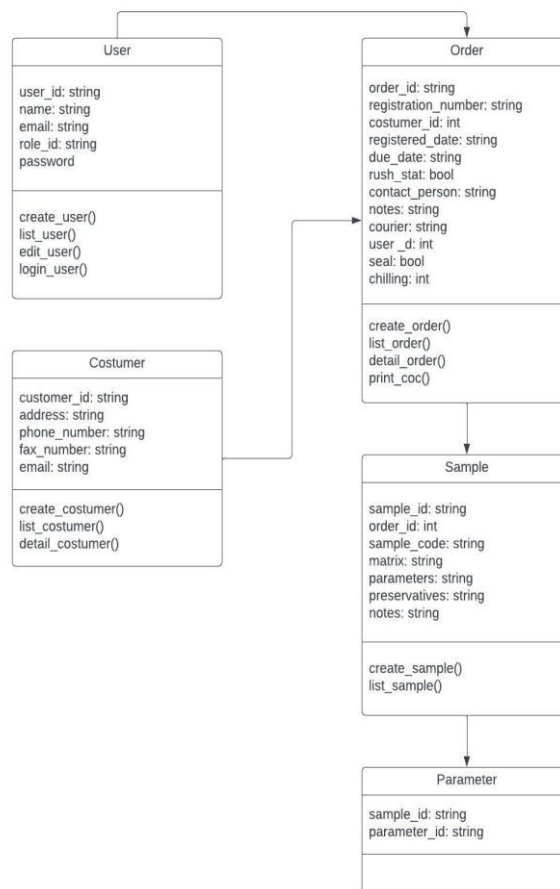 User
user_id: string
name: string
email: string
role_id: string
password
create_user()
list_user()
edit_user()
login_user()
Order
order_id: string
registration_number: string
costumer_id: int
registered_date: string
due_date: string
rush_stat: bool
contact_person: string
notes: string
courier: string
user _d: int
seal: bool
chilling: int
create_order()
list_order()
detail_order()
print_coc()
Costumer
customer_id: string
address: string
phone_number: string
fax_number: string
email: string
create_costumer()
list_costumer()
detail_costumer()
Sample
sample_id: string
order_id: int
sample_code: string
matrix: string
parameters: string
preservatives: string
notes: string
create_sample()
list_sample()
Parameter
sample_id: string
parameter_id: string